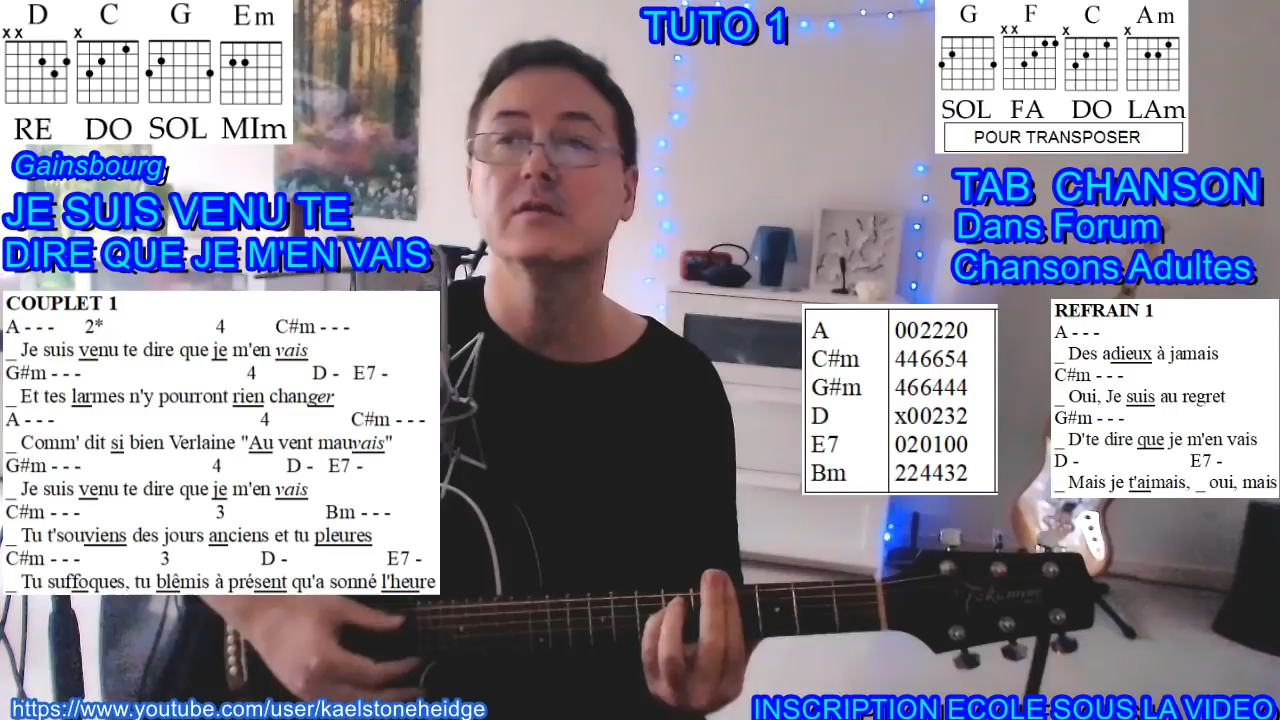 D C G Em
x x x
RE DO SOL MIm
Gainsbourg
JE SUIS VENU TE
DIRE QUE JE M'EN VAIS
COUPLET 1
A - - - 2* 4 C#m - - -
_ Je suis venu te dire que je m'en vais
G#m - - - 4 D - E7 -
_ Et tes larmes n'y pourront rien changer
A - - - 4 C#m - - -
_ Comm' dit si bien Verlaine "Au vent mauvais"
G#m - - - 4 D - E7 -
_ Je suis venu te dire que je m'en vais
C#m - - - 3 Bm - - -
_ Tu t'souviens des jours anciens et tu pleures
C#m - - - 3 D - E7 -
_ Tu suffoques, tu blêmis à présent qu'a sonné l'heure
https://www.youtube.com/user/kaelstoneheidge
TUTO 1
G F C Am
x x x x
SOL FA DO LAm
POUR TRANSPOSER
TAB CHANSON
Dans Forum
Chansons Adultes
A 002220
C#m 446654
G#m 466444
D x00232
E7 020100
Bm 224432
REFRAIN 1
A - - -
_ Des adieux à jamais
C#m - - -
_ Oui, Je suis au regret
G#m - - -
_ D'te dire que je m'en vais
D - E7 -
_ Mais je t'aimais, _ oui, mais
Takamine
INSCRIPTION ECOLE SOUS LA VIDEO